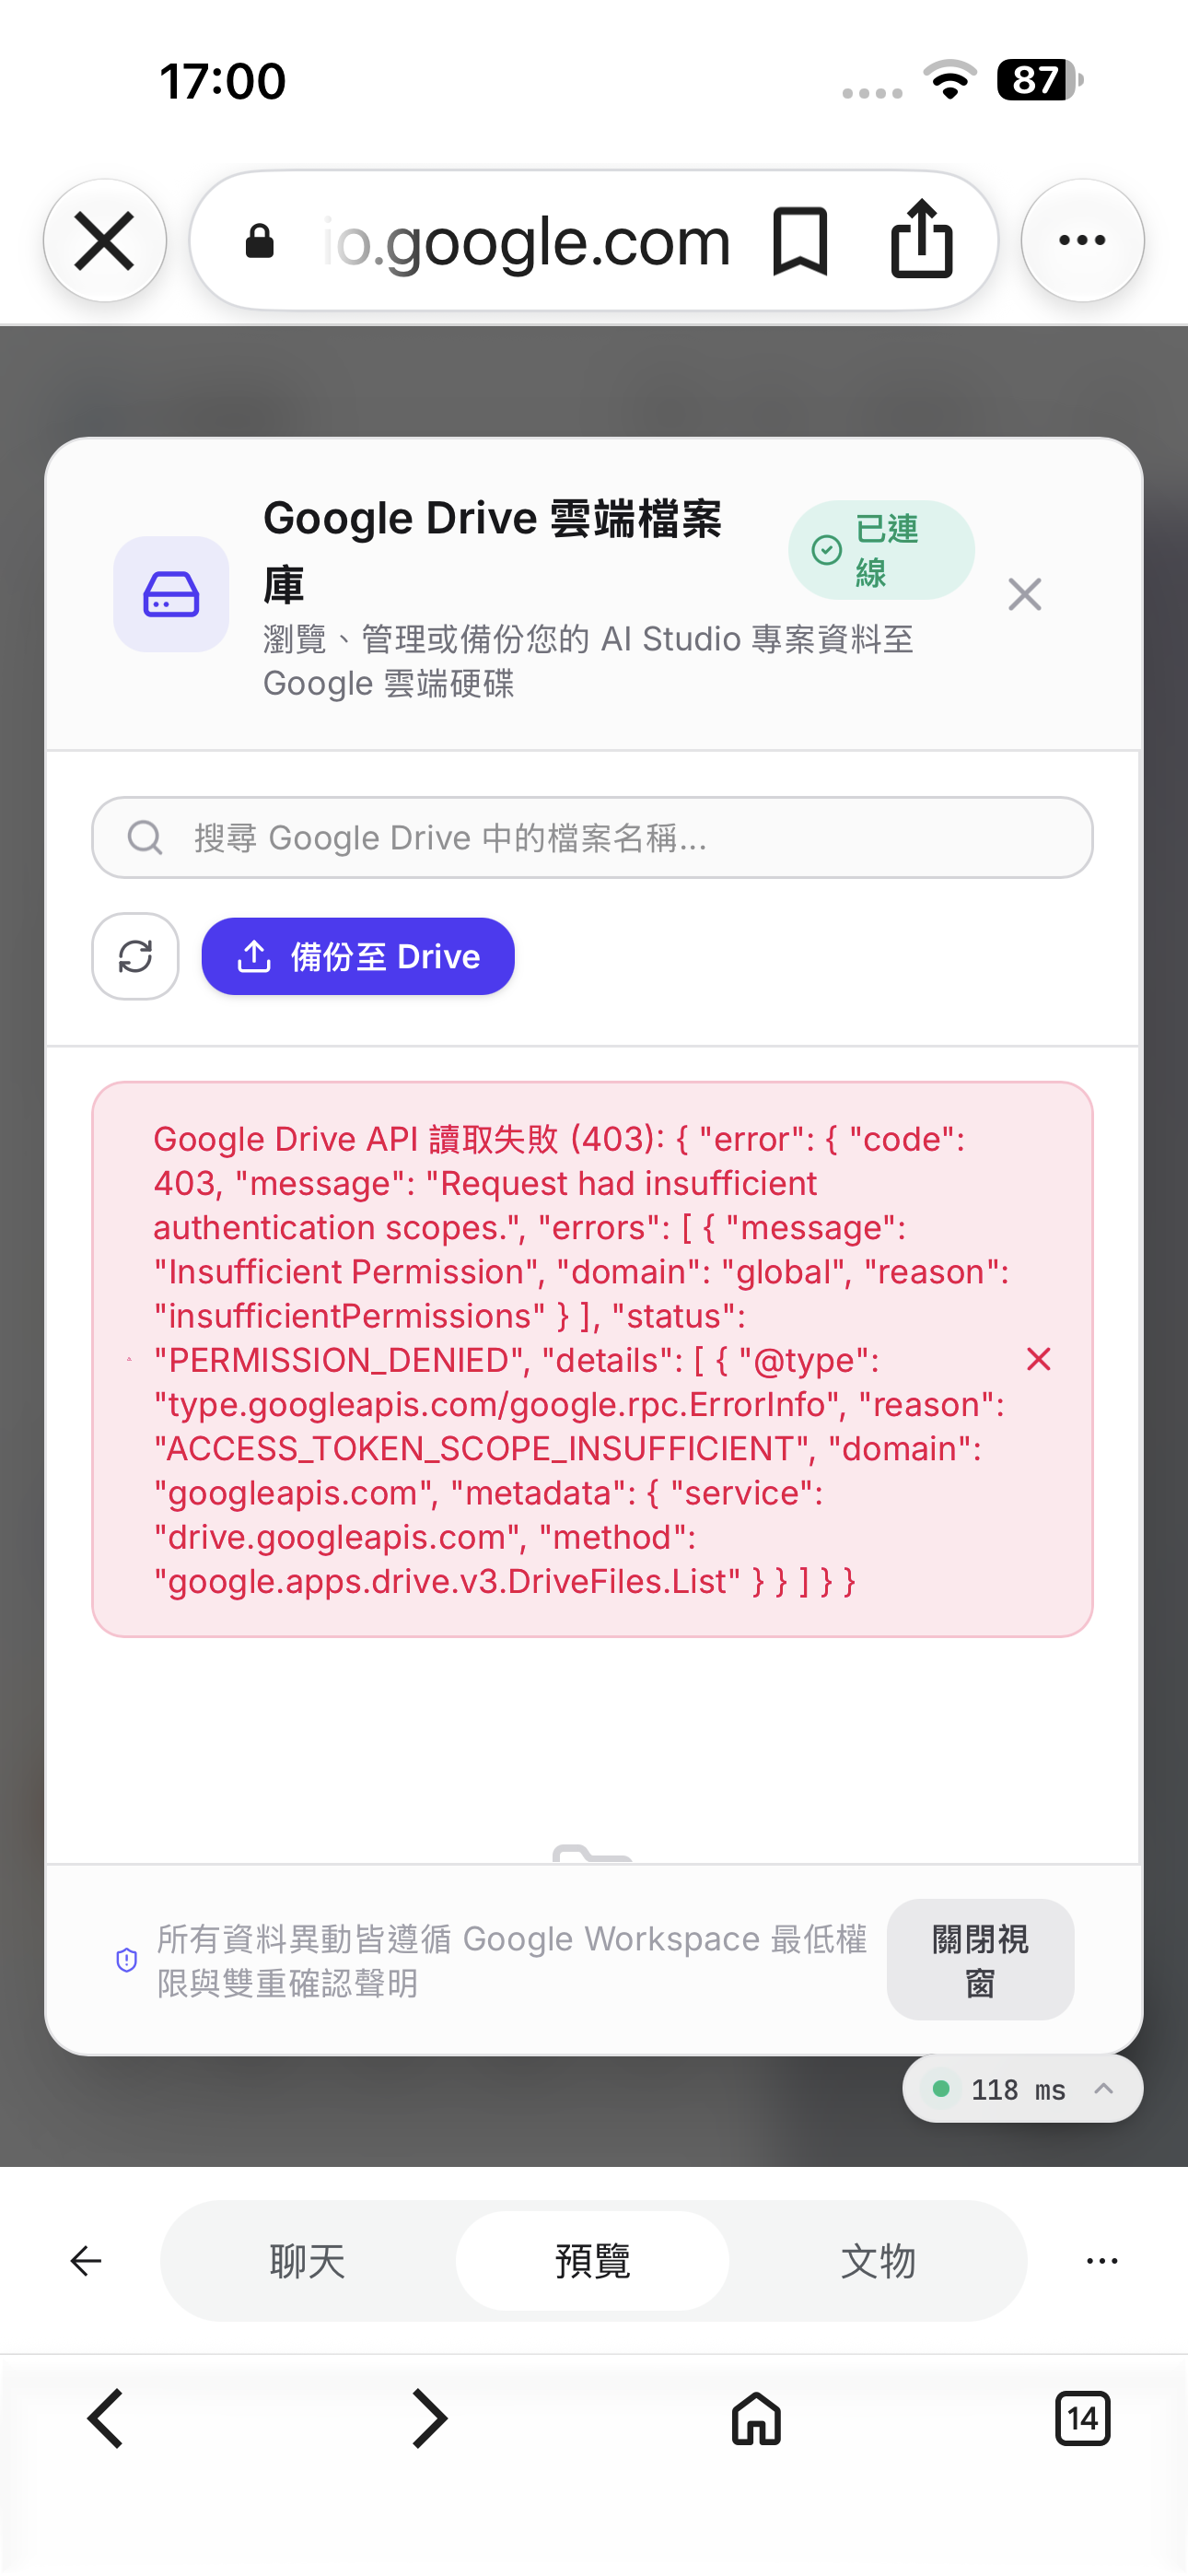 17:00
87
io.google.com
Google Drive 雲端檔案
庫
已連
線
瀏覽、管理或備份您的 AI Studio 專案資料至
Google 雲端硬碟
搜尋 Google Drive 中的檔案名稱...
備份至 Drive
Google Drive API 讀取失敗 (403): { "error": { "code":
403, "message": "Request had insufficient
authentication scopes.", "errors": [ { "message":
"Insufficient Permission", "domain": "global", "reason":
"insufficientPermissions" } ], "status":
"PERMISSION_DENIED", "details": [ { "@type":
"type.googleapis.com/google.rpc.ErrorInfo", "reason":
"ACCESS_TOKEN_SCOPE_INSUFFICIENT", "domain":
"googleapis.com", "metadata": { "service":
"drive.googleapis.com", "method":
"google.apps.drive.v3.DriveFiles.List" } } ] } }
所有資料異動皆遵循 Google Workspace 最低權
限與雙重確認聲明
關閉視
窗
118 ms
聊天
預覽
文物
14